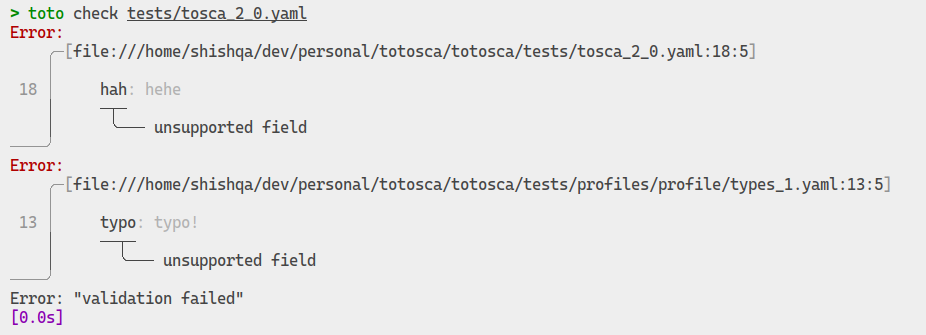 > toto check tests/tosca_2_0.yaml
Error:
[file:///home/shishqa/dev/personal/totosca/totosca/tests/tosca_2_0.yaml:18:5]
18 hah: hehe
unsupported field
Error:
[file:///home/shishqa/dev/personal/totosca/totosca/tests/profiles/profile/types_1.yaml:13:5]
13 typo: typo!
unsupported field
Error: "validation failed"
[0.0s]